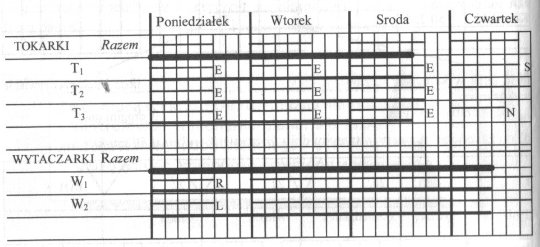 Poniedziałek Wtorek Sroda Czwartek
TOKARKI Razem
T1 E E E S
T2 E E E
T3 E E E N
WYTACZARKI Razem
W1 R
W2 L